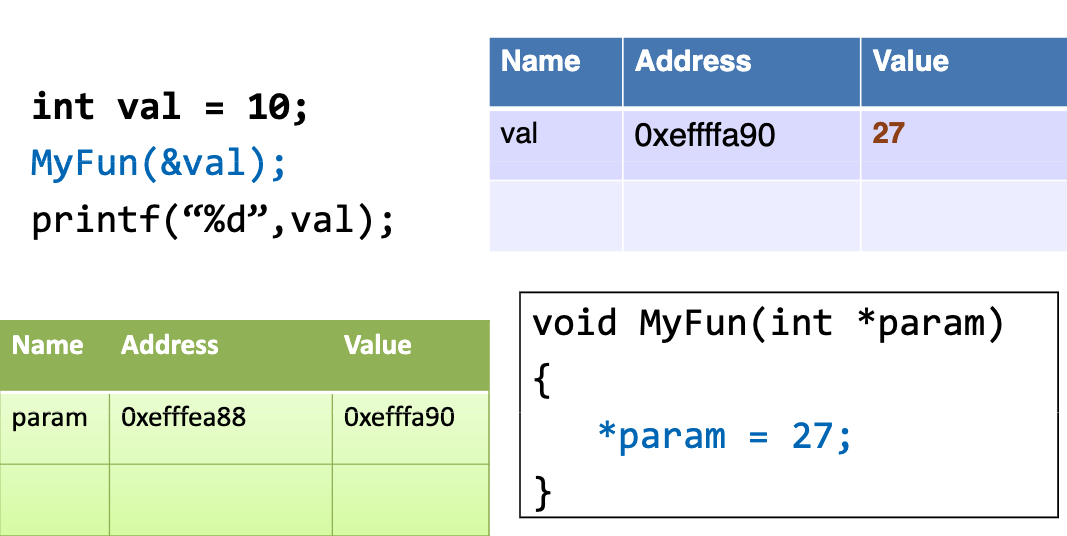 int val = 10;
MyFun(&val);
printf(“%d”,val);
Name Address Value
val 0xeffffa90 27
Name Address Value
param 0xefffea88 0xefffa90
void MyFun(int *param)
{
*param = 27;
}